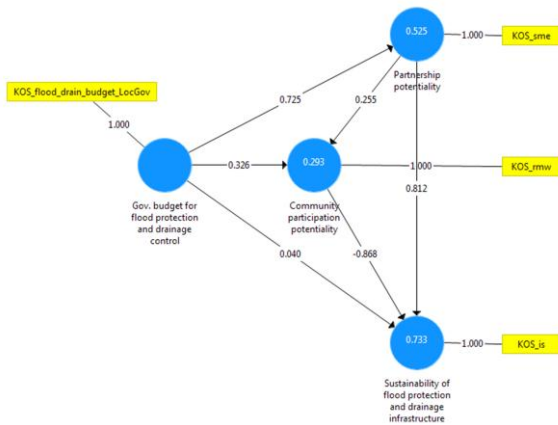 0.525
1.000
KOS_sme
Partnership
potentiality
KOS_flood_drain_budget_LocGov
1.000
0.725
0.255
0.326
0.293
1.000
KOS_rmw
Gov. budget for
flood protection
and drainage
control
Community
participation
potentiality
0.812
0.040
-0.868
0.733
1.000
KOS_is
Sustainability of
flood protection
and drainage
infrastructure